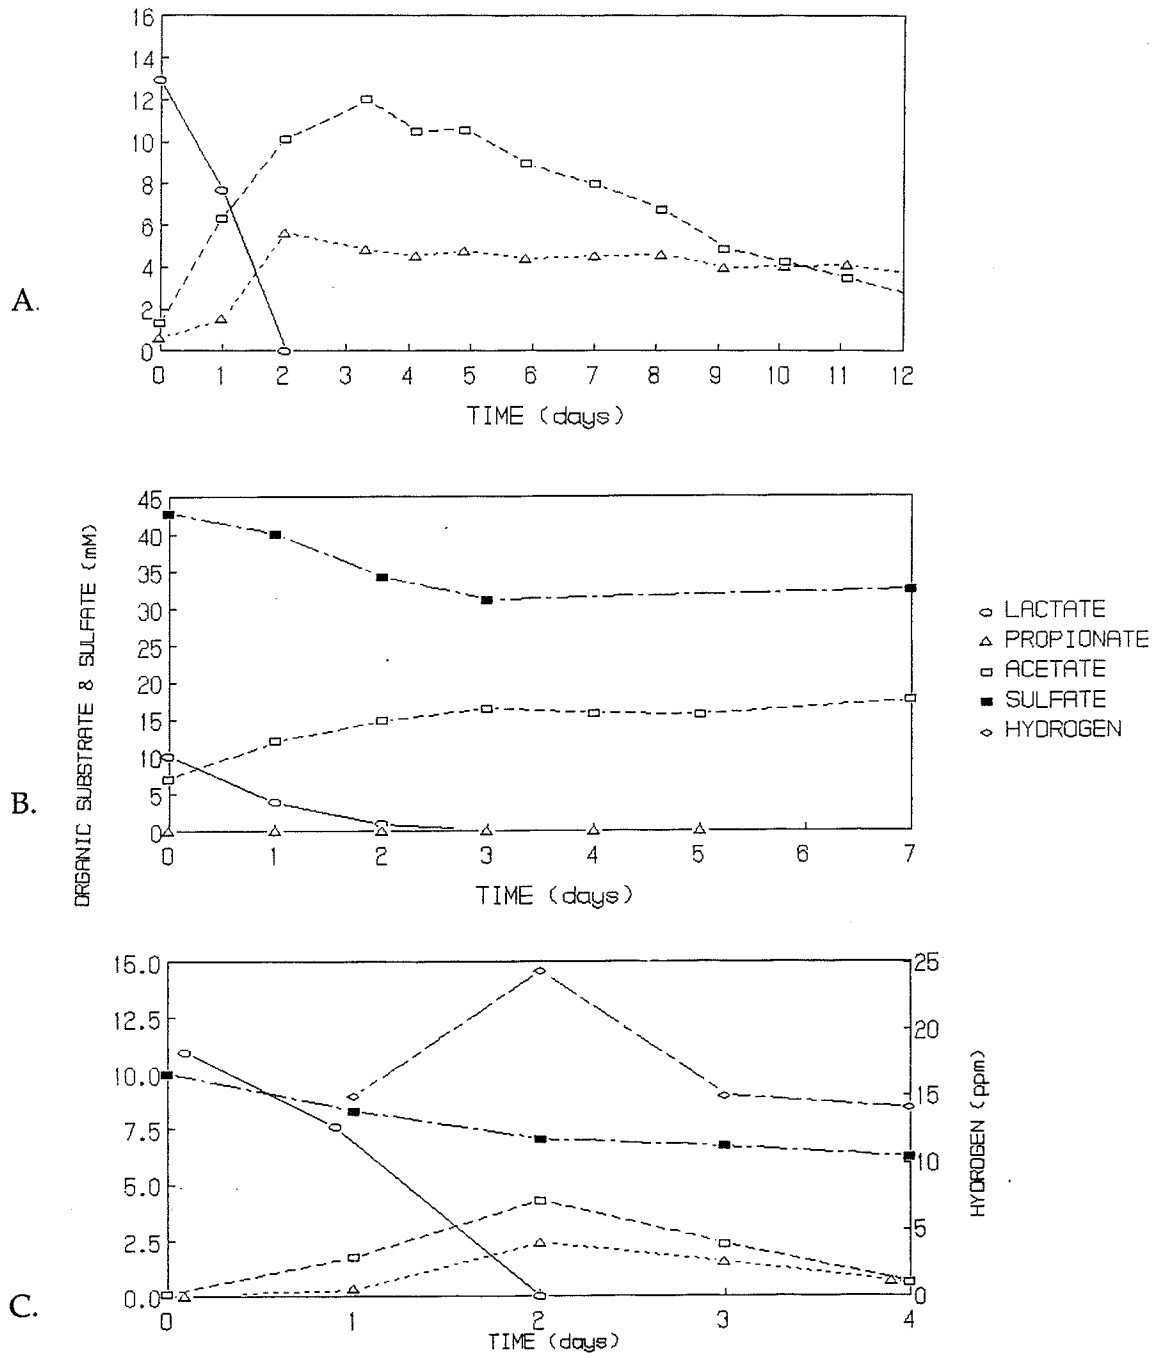 16
14
12
10
8
6
4
2
0
0 1 2 3 4 5 6 7 8 9 10 11 12
TIME (days)
A.
45
40
35
30
25
20
15
10
5
0
0 1 2 3 4 5 6 7
TIME (days)
ORGANIC SUBSTRATE & SULFATE (mM)
B.
LACTATE
PROPIONATE
ACETATE
SULFATE
HYDROGEN
15.0
12.5
10.0
7.5
5.0
2.5
0.0
0 1 2 3 4
TIME (days)
25
20
15
10
5
0
HYDROGEN (ppm)
C.